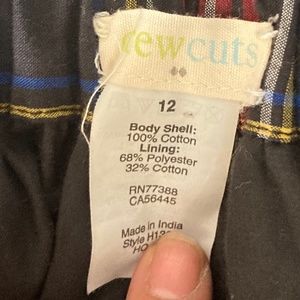 ewcuts
12
Body Shell:
100% Cotton
Lining:
68% Polyester
32% Cotton
RN77388
CA56445
Made in India
Style